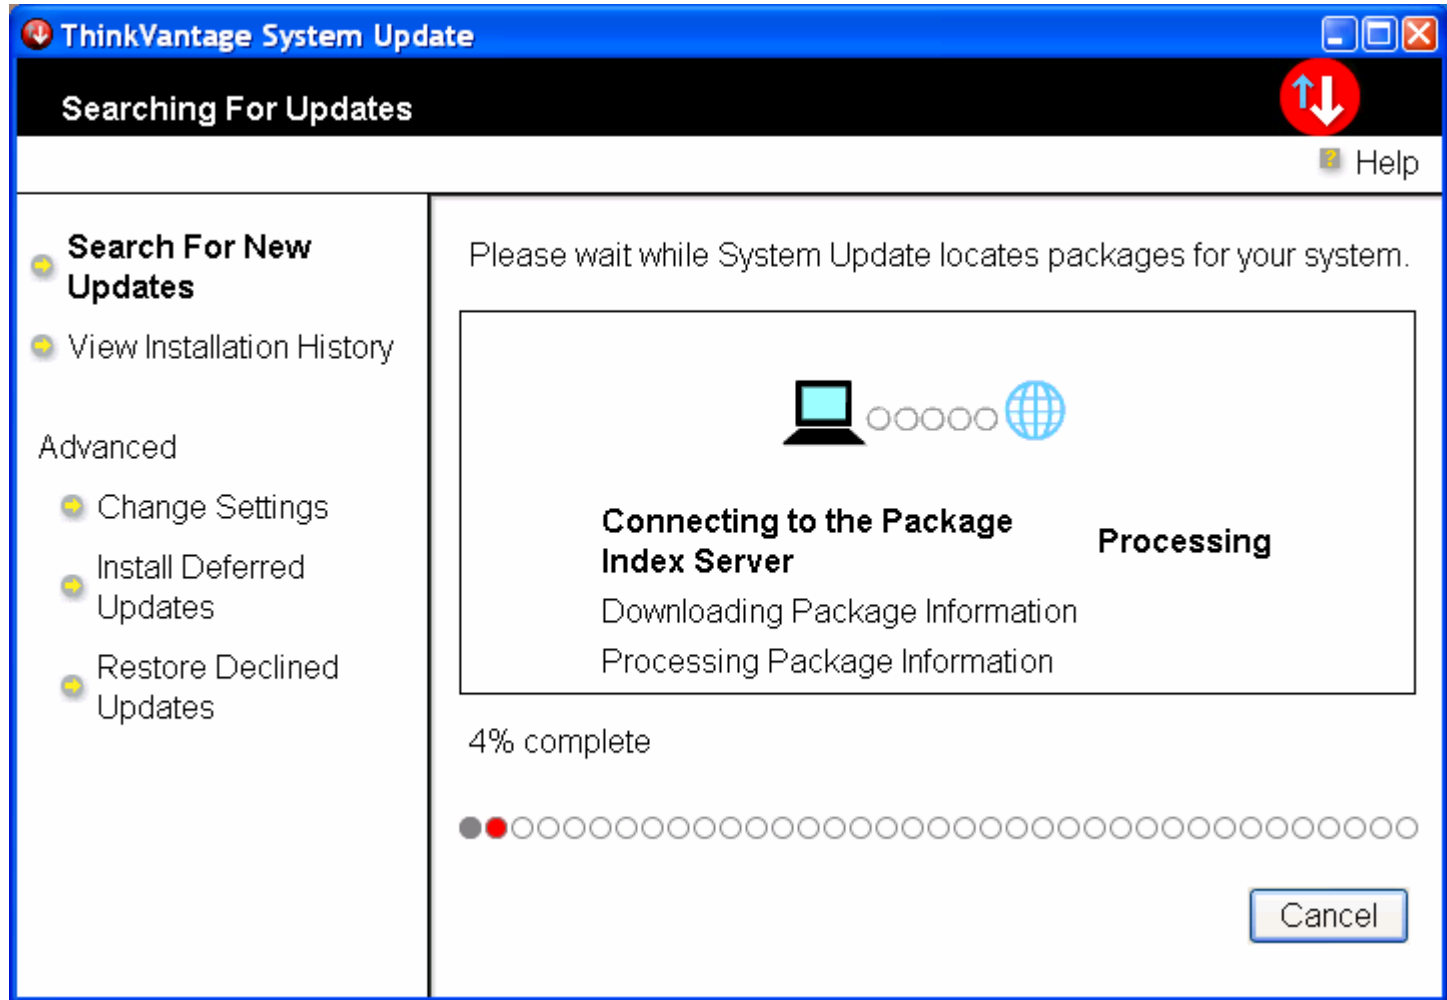 ThinkVantage System Update
Searching For Updates
? Help
Search For New
Updates
View Installation History
Advanced
Change Settings
Install Deferred
Updates
Restore Declined
Updates
Please wait while System Update locates packages for your system.
Connecting to the Package
Index Server
Processing
Downloading Package Information
Processing Package Information
4% complete
Cancel